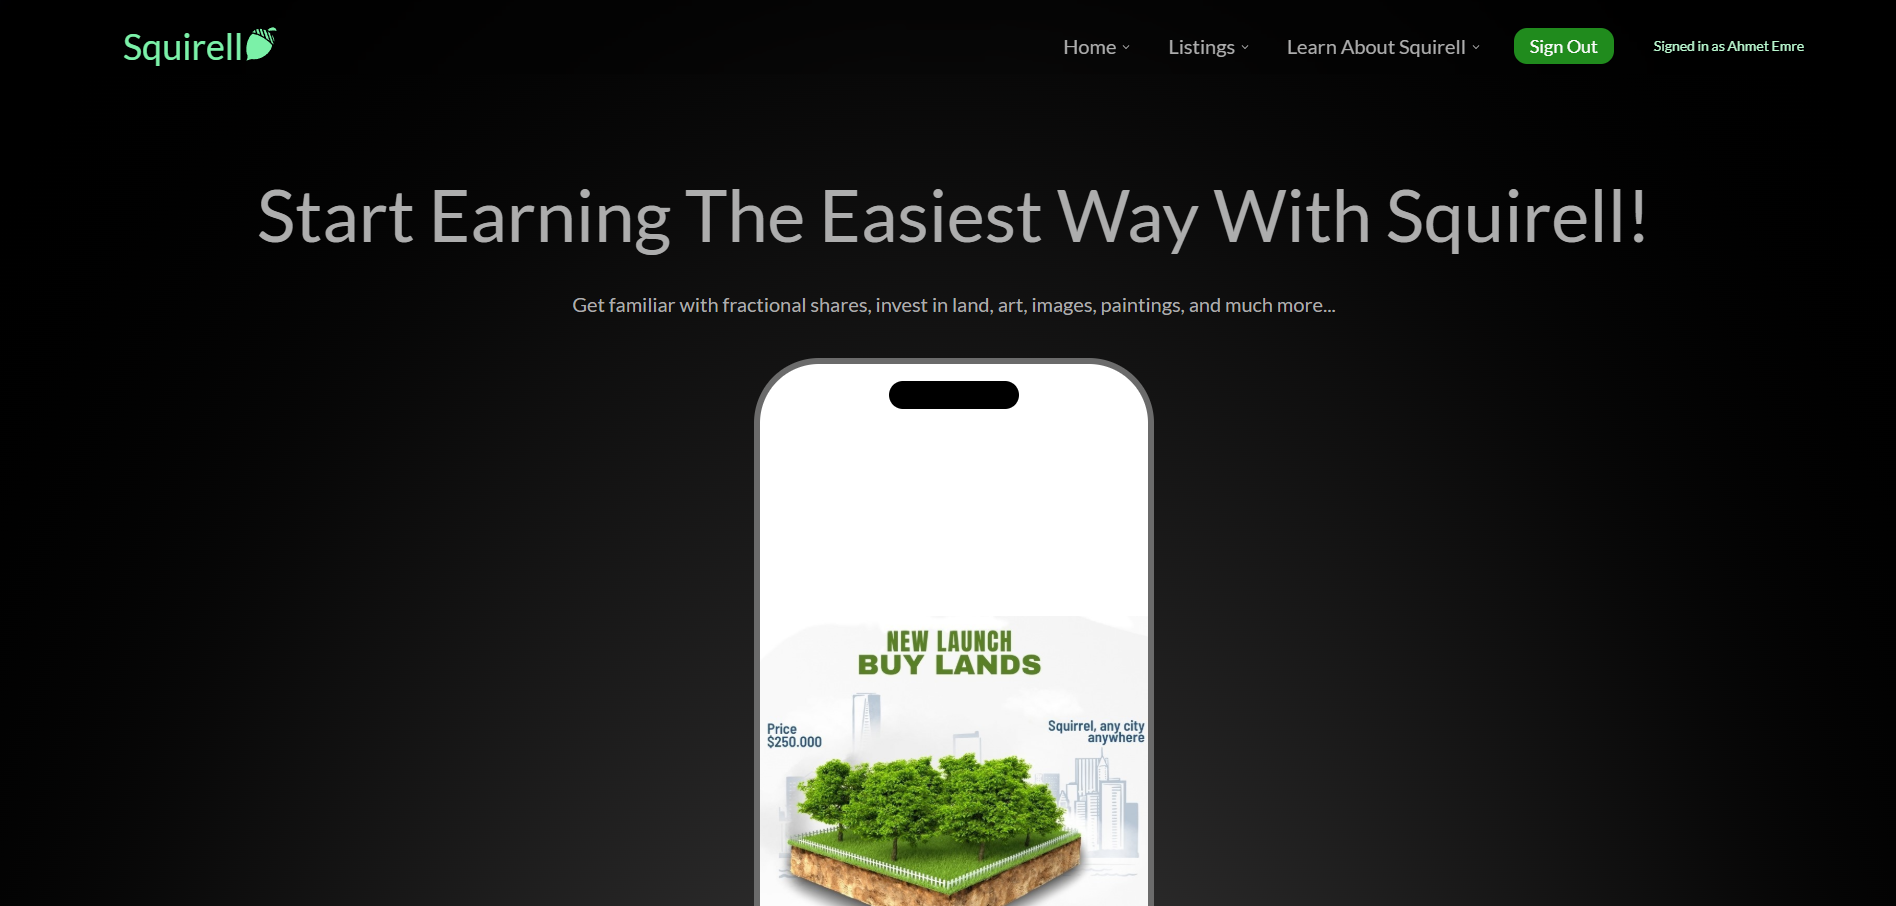 Squirell
Home
Listings
Learn About Squirell
Sign Out
Signed in as Ahmet Emre
Start Earning The Easiest Way With Squirell!
Get familiar with fractional shares, invest in land, art, images, paintings, and much more...
NEW LAUNCH
BUY LANDS
Price
$250.000
Squirrel, any city
anywhere